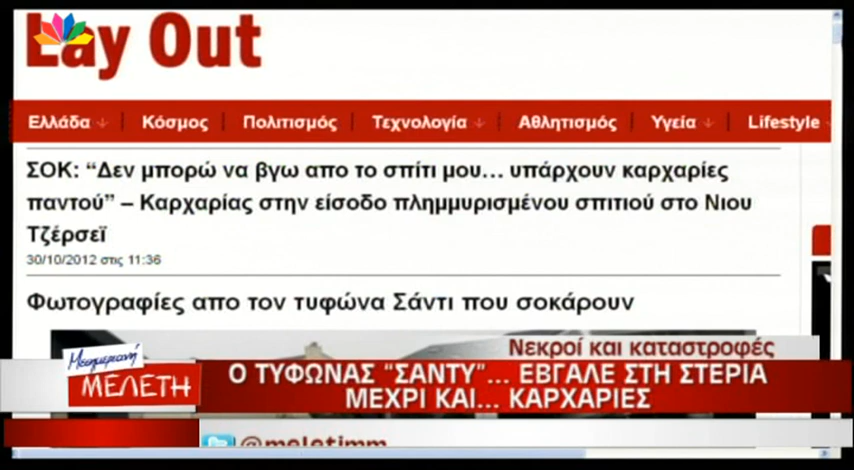 Lay Out
Ελλάδα
Κόσμος
Πολιτισμός
Τεχνολογία
Αθλητισμός
Υγεία
Lifestyle
ΣΟΚ: “Δεν μπορώ να βγω απο το σπίτι μου... υπάρχουν καρχαρίες
παντού” – Καρχαρίας στην είσοδο πλημμυρισμένου σπιτιού στο Νιου
Τζέρσεϊ
30/10/2012 στις 11:36
Φωτογραφίες απο τον τυφώνα Σάντι που σοκάρουν
Νεκροί και καταστροφές
Μεσημεριανή
ΜΕΛΕΤΗ
Ο ΤΥΦΩΝΑΣ “ΣΑΝΤΥ”... ΕΒΓΑΛΕ ΣΤΗ ΣΤΕΡΙΑ
ΜΕΧΡΙ ΚΑΙ... ΚΑΡΧΑΡΙΕΣ
@meletimm